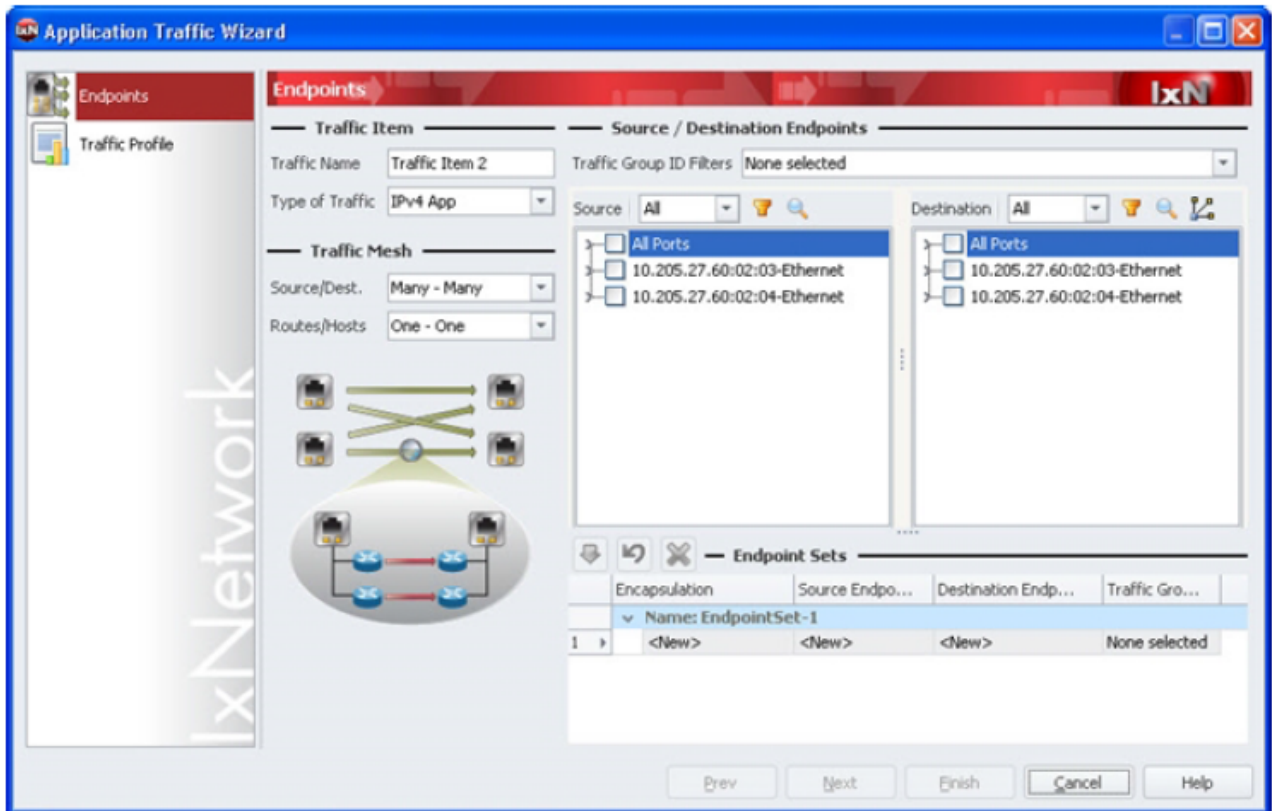 IxN Application Traffic Wizard
Endpoints
Traffic Profile
IxNetwork
Endpoints
IxN
Traffic Item
Traffic Name Traffic Item 2
Type of Traffic IPv4 App
Traffic Mesh
Source/Dest. Many - Many
Routes/Hosts One - One
Source / Destination Endpoints
Traffic Group ID Filters None selected
Source All
All Ports
10.205.27.60:02:03-Ethernet
10.205.27.60:02:04-Ethernet
Destination All
All Ports
10.205.27.60:02:03-Ethernet
10.205.27.60:02:04-Ethernet
Endpoint Sets
Encapsulation Source Endpo... Destination Endp... Traffic Gro...
Name: EndpointSet-1
1 <New> <New> <New> None selected
Prev Next Finish Cancel Help